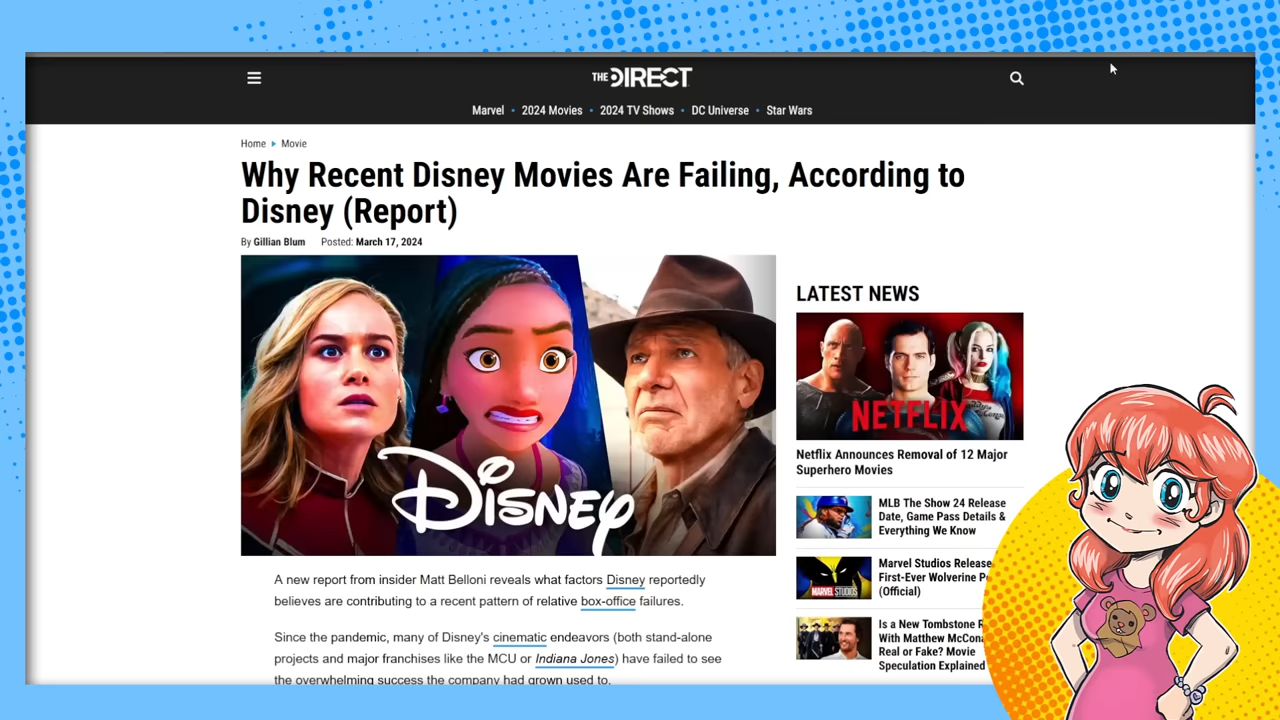 THE DIRECT
Marvel • 2024 Movies • 2024 TV Shows • DC Universe • Star Wars
Home ▸ Movie
Why Recent Disney Movies Are Failing, According to
Disney (Report)
By Gillian Blum Posted: March 17, 2024
DISNEY
A new report from insider Matt Belloni reveals what factors Disney reportedly
believes are contributing to a recent pattern of relative box-office failures.
Since the pandemic, many of Disney's cinematic endeavors (both stand-alone
projects and major franchises like the MCU or Indiana Jones) have failed to see
the overwhelming success the company had grown used to.
LATEST NEWS
NETFLIX
Netflix Announces Removal of 12 Major
Superhero Movies
MLB The Show 24 Release
Date, Game Pass Details &
Everything We Know
MARVEL STUDIOS
Marvel Studios Release
First-Ever Wolverine
(Official)
Is a New Tombstone
With Matthew
Real or Fake? Movie
Speculation Explained